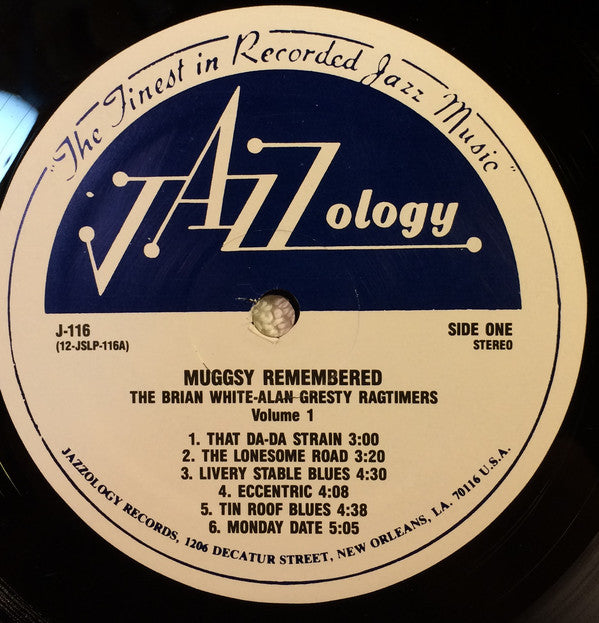 "The Finest in Recorded Jazz Music"
JAZZology
J-116
(12-JSLP-116A)
SIDE ONE
STEREO
MUGGSY REMEMBERED
THE BRIAN WHITE-ALAN GRESTY RAGTIMERS
Volume 1
1. THAT DA-DA STRAIN 3:00
2. THE LONESOME ROAD 3:20
3. LIVERY STABLE BLUES 4:30
4. ECCENTRIC 4:08
5. TIN ROOF BLUES 4:38
6. MONDAY DATE 5:05
JAZZOLOGY RECORDS, 1206 DECATUR STREET, NEW ORLEANS, LA. 70116 U.S.A.